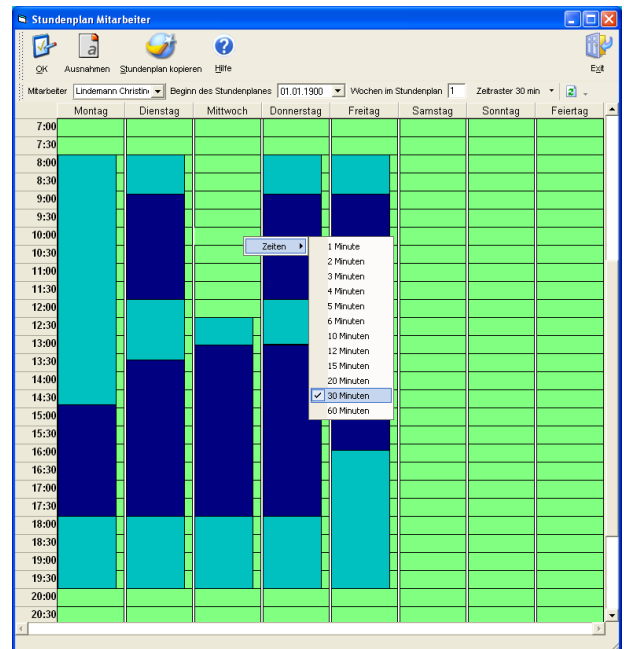 Stundenplan Mitarbeiter
a
OK Ausnahmen Stundenplan kopieren Hilfe Exit
Mitarbeiter Lindemann Christine Beginn des Stundenplanes 01.01.1900 Wochen im Stundenplan 1 Zeitraster 30 min
Montag Dienstag Mittwoch Donnerstag Freitag Samstag Sonntag Feiertag
7:00
7:30
8:00
8:30
9:00
9:30
10:00
10:30
11:00
11:30
12:00
12:30
13:00
13:30
14:00
14:30
15:00
15:30
16:00
16:30
17:00
17:30
18:00
18:30
19:00
19:30
20:00
20:30
Zeiten
1 Minute
2 Minuten
3 Minuten
4 Minuten
5 Minuten
6 Minuten
10 Minuten
12 Minuten
15 Minuten
20 Minuten
30 Minuten
60 Minuten